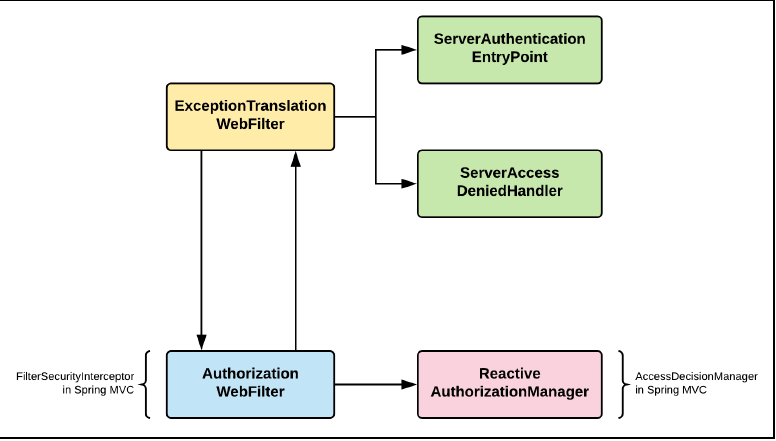 ServerAuthentication
EntryPoint
ExceptionTranslation
WebFilter
ServerAccess
DeniedHandler
FilterSecurityInterceptor
in Spring MVC
Authorization
WebFilter
Reactive
AuthorizationManager
AccessDecisionManager
in Spring MVC